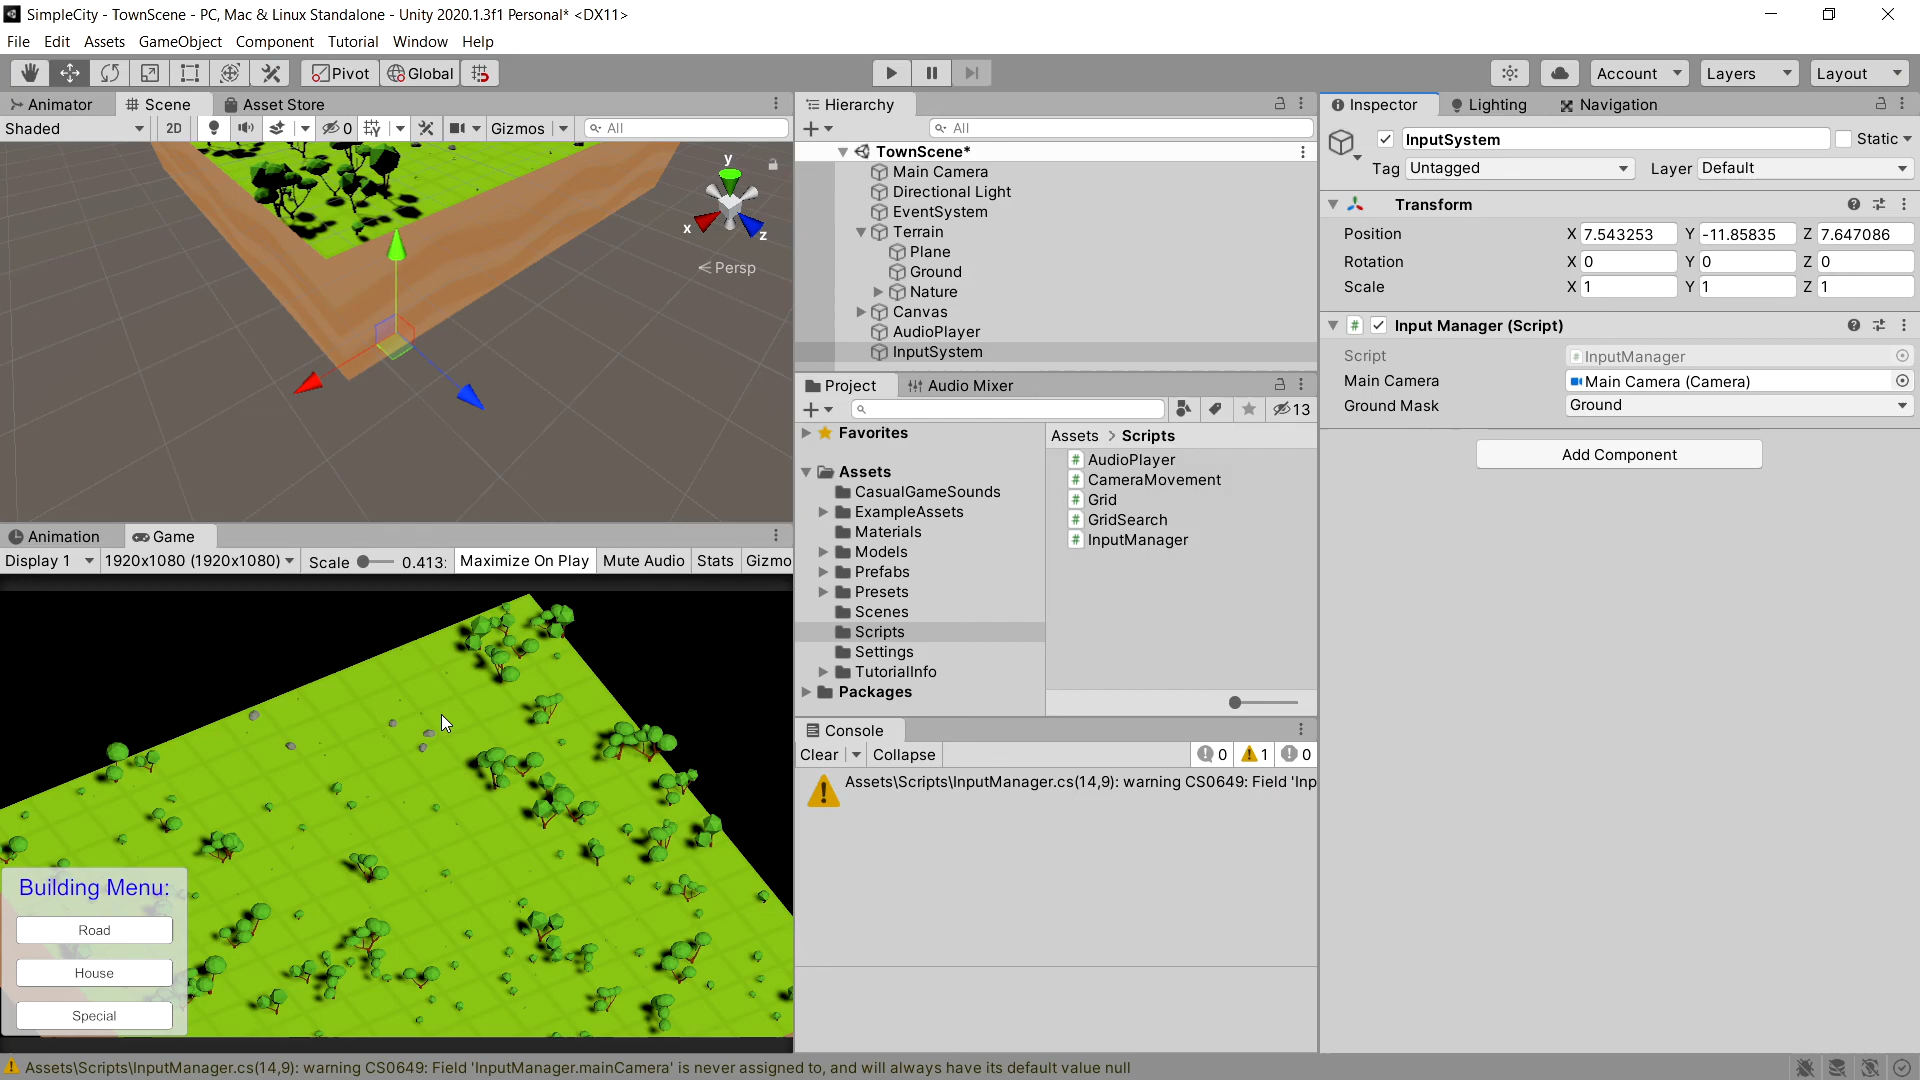 SimpleCity - TownScene - PC, Mac & Linux Standalone - Unity 2020.1.3f1 Personal* <DX11>
File Edit Assets GameObject Component Tutorial Window Help
Pivot Global Account Layers Layout
Animator Scene Asset Store
Shaded 2D 0 Gizmos All
y
x
z
Persp
Animation Game
Display 1 1920x1080 (1920x1080) Scale 0.413: Maximize On Play Mute Audio Stats Gizmo
Building Menu:
Road
House
Special
Hierarchy
All
TownScene*
Main Camera
Directional Light
EventSystem
Terrain
Plane
Ground
Nature
Canvas
AudioPlayer
InputSystem
Project Audio Mixer
13
Favorites
Assets
CasualGameSounds
ExampleAssets
Materials
Models
Prefabs
Presets
Scenes
Scripts
Settings
TutorialInfo
Packages
Assets > Scripts
AudioPlayer
CameraMovement
Grid
GridSearch
InputManager
Console
Clear Collapse 0 1 0
Assets\Scripts\InputManager.cs(14,9): warning CS0649: Field 'Inp
Inspector Lighting Navigation
InputSystem Static
Tag Untagged Layer Default
Transform
Position X 7.543253 Y -11.85835 Z 7.647086
Rotation X 0 Y 0 Z 0
Scale X 1 Y 1 Z 1
# Input Manager (Script)
Script InputManager
Main Camera Main Camera (Camera)
Ground Mask Ground
Add Component
Assets\Scripts\InputManager.cs(14,9): warning CS0649: Field 'InputManager.mainCamera' is never assigned to, and will always have its default value null